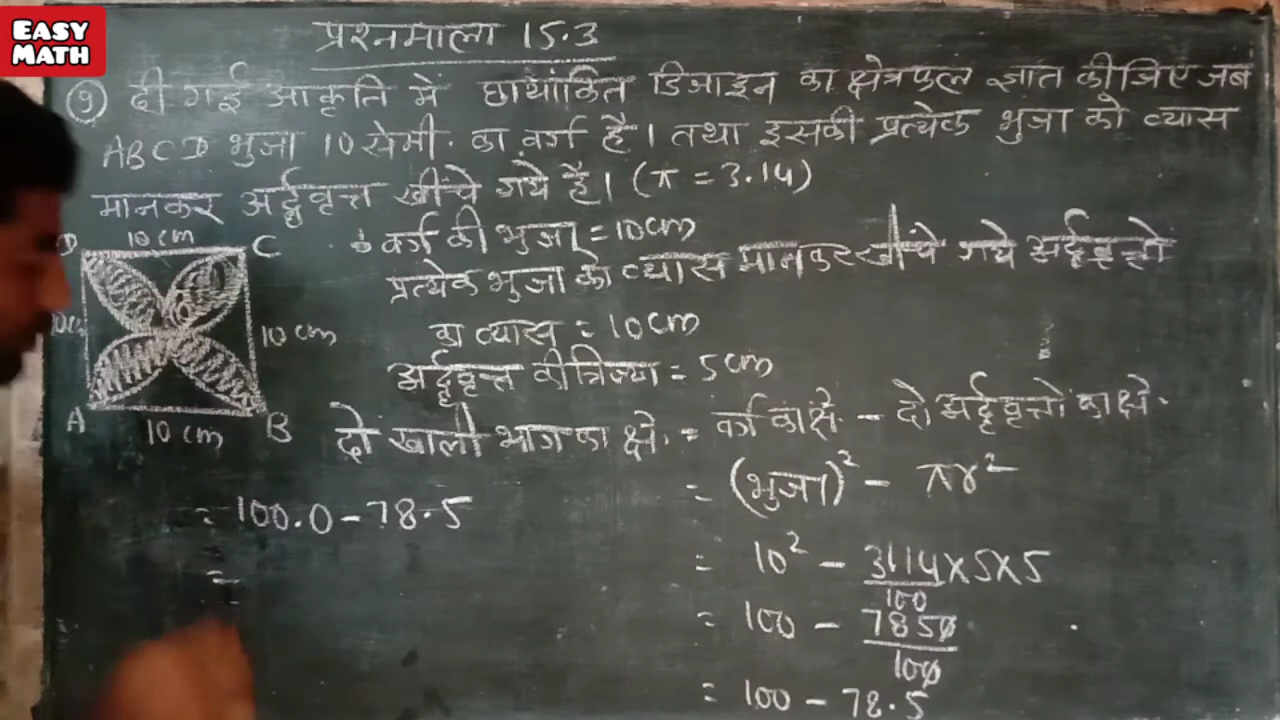 EASY
MATH
प्रश्नमाला 15.3
(9) दी गई आकृति में छायांकित डिजाइन का क्षेत्रफल ज्ञात कीजिए जब
ABCD भुजा 10 सेमी. का वर्ग है। तथा इसकी प्रत्येक भुजा को व्यास
मानकर अर्द्धवृत्त खींचे गये है। (π = 3.14)
D 10 cm C
वर्ग की भुजा = 10cm
प्रत्येक भुजा को व्यास मानकर खींचे गये अर्द्धवृत्तो
10 cm
का व्यास = 10cm
अर्द्धवृत्त की त्रिज्या = 5cm
A 10 cm B
दो खाली भाग का क्षे. = वर्ग का क्षे. - दो अर्द्धवृत्तों का क्षे.
= (भुजा)² - πr²
= 100.0 - 78.5
= 10² - 314/100 × 5 × 5
=
= 100 - 7850/100
= 100 - 78.5